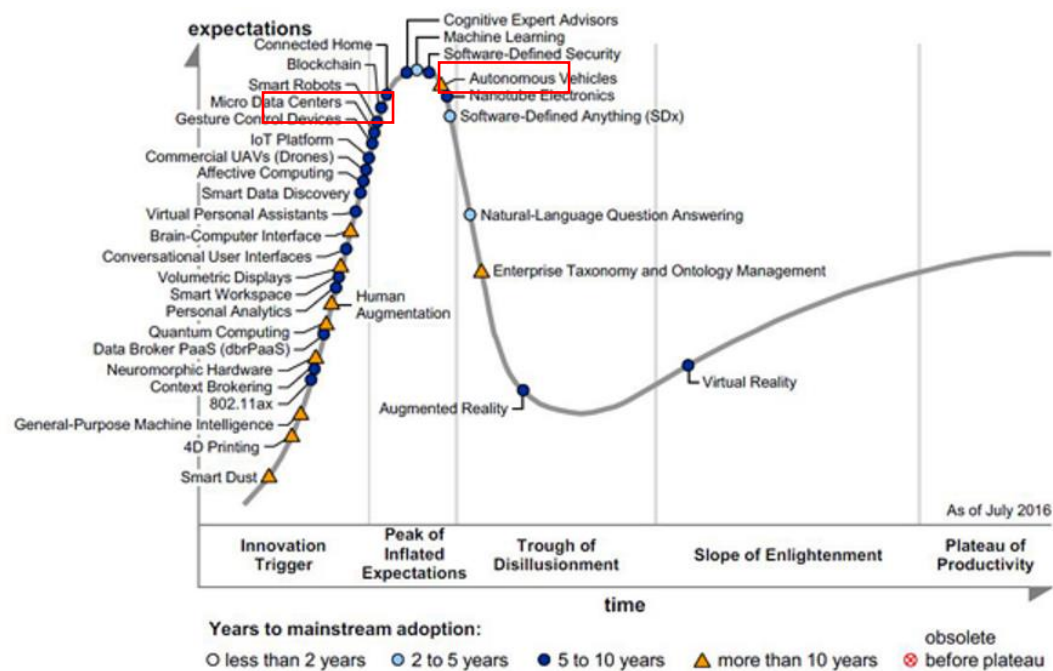 expectations
Cognitive Expert Advisors
Connected Home
Machine Learning
Software-Defined Security
Blockchain
Smart Robots
Autonomous Vehicles
Micro Data Centers
Nanotube Electronics
Gesture Control Devices
Software-Defined Anything (SDx)
IoT Platform
Commercial UAVs (Drones)
Affective Computing
Smart Data Discovery
Virtual Personal Assistants
Natural-Language Question Answering
Brain-Computer Interface
Conversational User Interfaces
Volumetric Displays
Enterprise Taxonomy and Ontology Management
Smart Workspace
Human
Augmentation
Personal Analytics
Quantum Computing
Data Broker PaaS (dbrPaaS)
Neuromorphic Hardware
Context Brokering
Virtual Reality
802.11ax
Augmented Reality
General-Purpose Machine Intelligence
4D Printing
Smart Dust
As of July 2016
Innovation
Trigger
Peak of
Inflated
Expectations
Trough of
Disillusionment
Slope of Enlightenment
Plateau of
Productivity
time
Years to mainstream adoption:
less than 2 years
2 to 5 years
5 to 10 years
more than 10 years
obsolete
before plateau